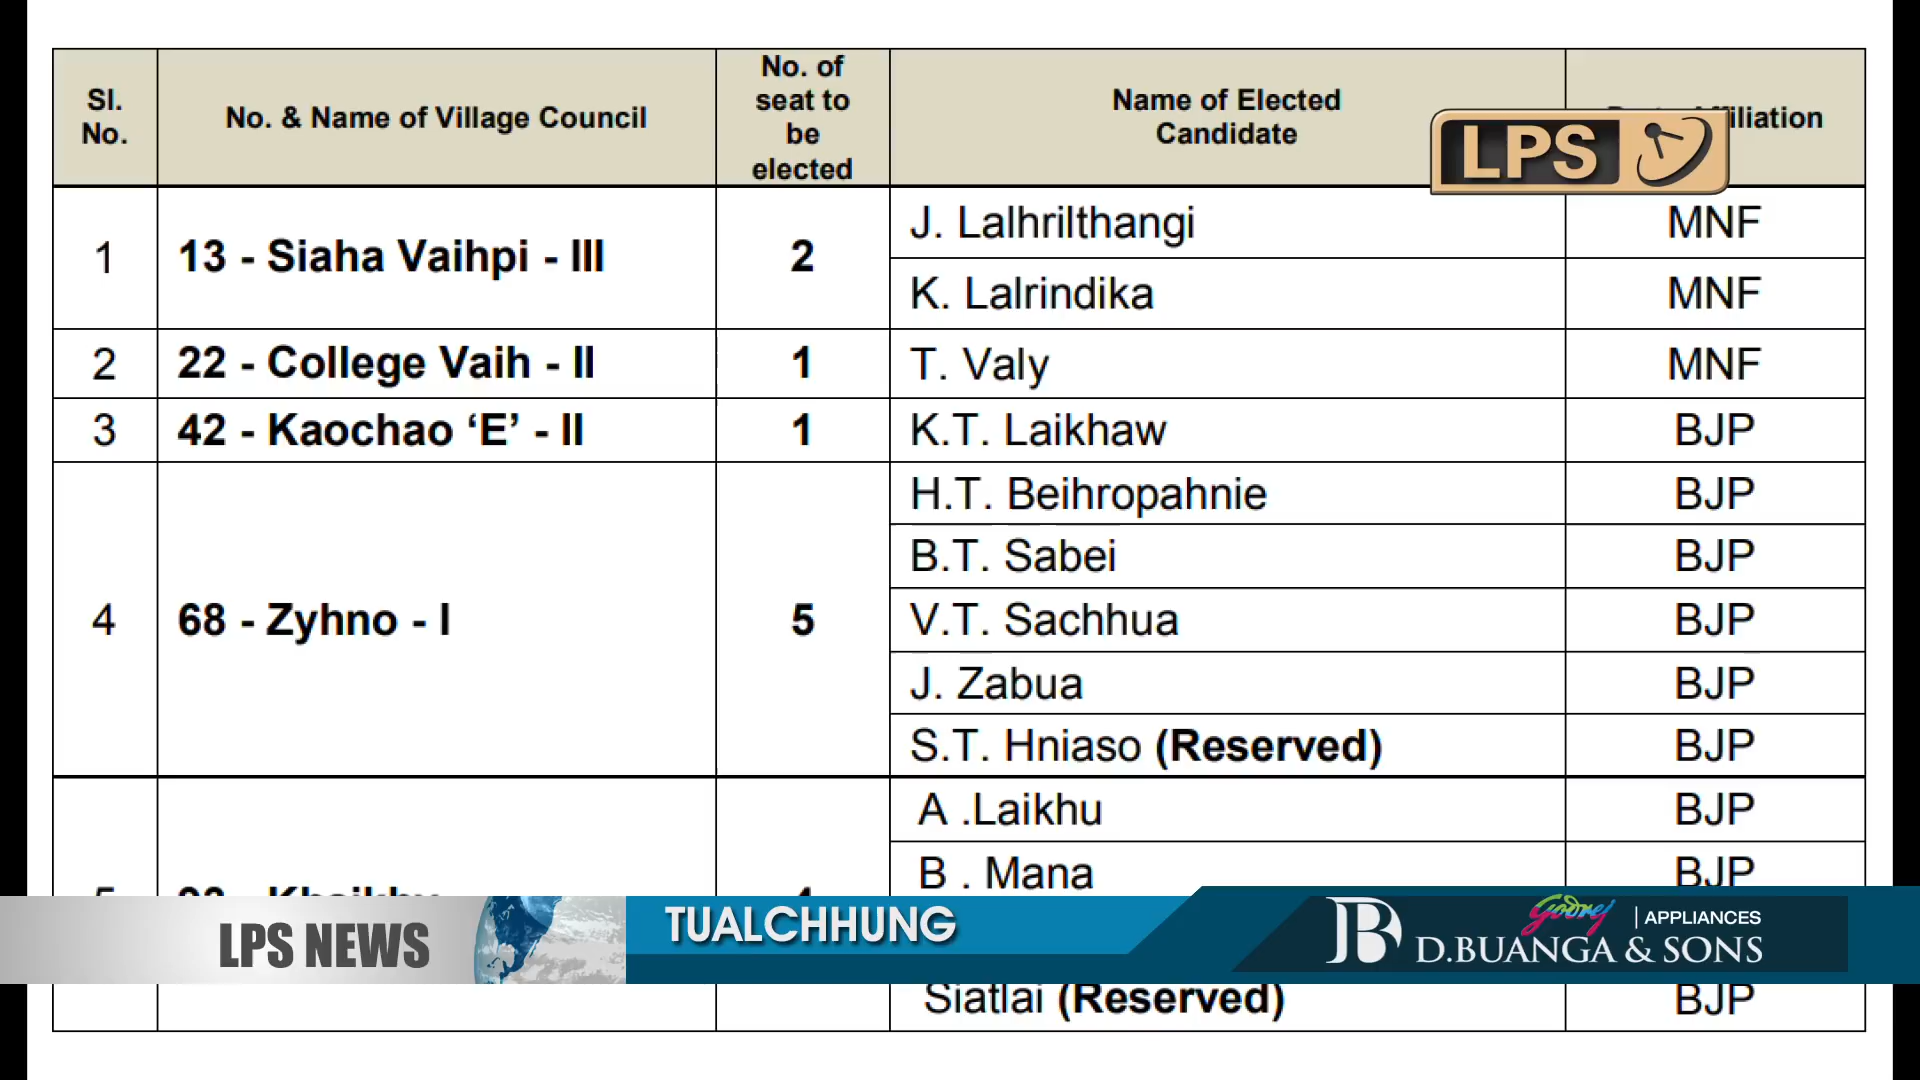 Sl. No.
No. & Name of Village Council
No. of seat to be elected
Name of Elected Candidate
LPS
1
13 - Siaha Vaihpi - III
2
J. Lalhrilthangi
MNF
K. Lalrindika
MNF
2
22 - College Vaih - II
1
T. Valy
MNF
3
42 - Kaochao ‘E’ - II
1
K.T. Laikhaw
BJP
4
68 - Zyhno - I
5
H.T. Beihropahnie
BJP
B.T. Sabei
BJP
V.T. Sachhua
BJP
J. Zabua
BJP
S.T. Hniaso (Reserved)
BJP
A .Laikhu
BJP
B . Mana
BJP
Siatlai (Reserved)
BJP
LPS NEWS
TUALCHHUNG
JB
Godrej | APPLIANCES
D.BUANGA & SONS